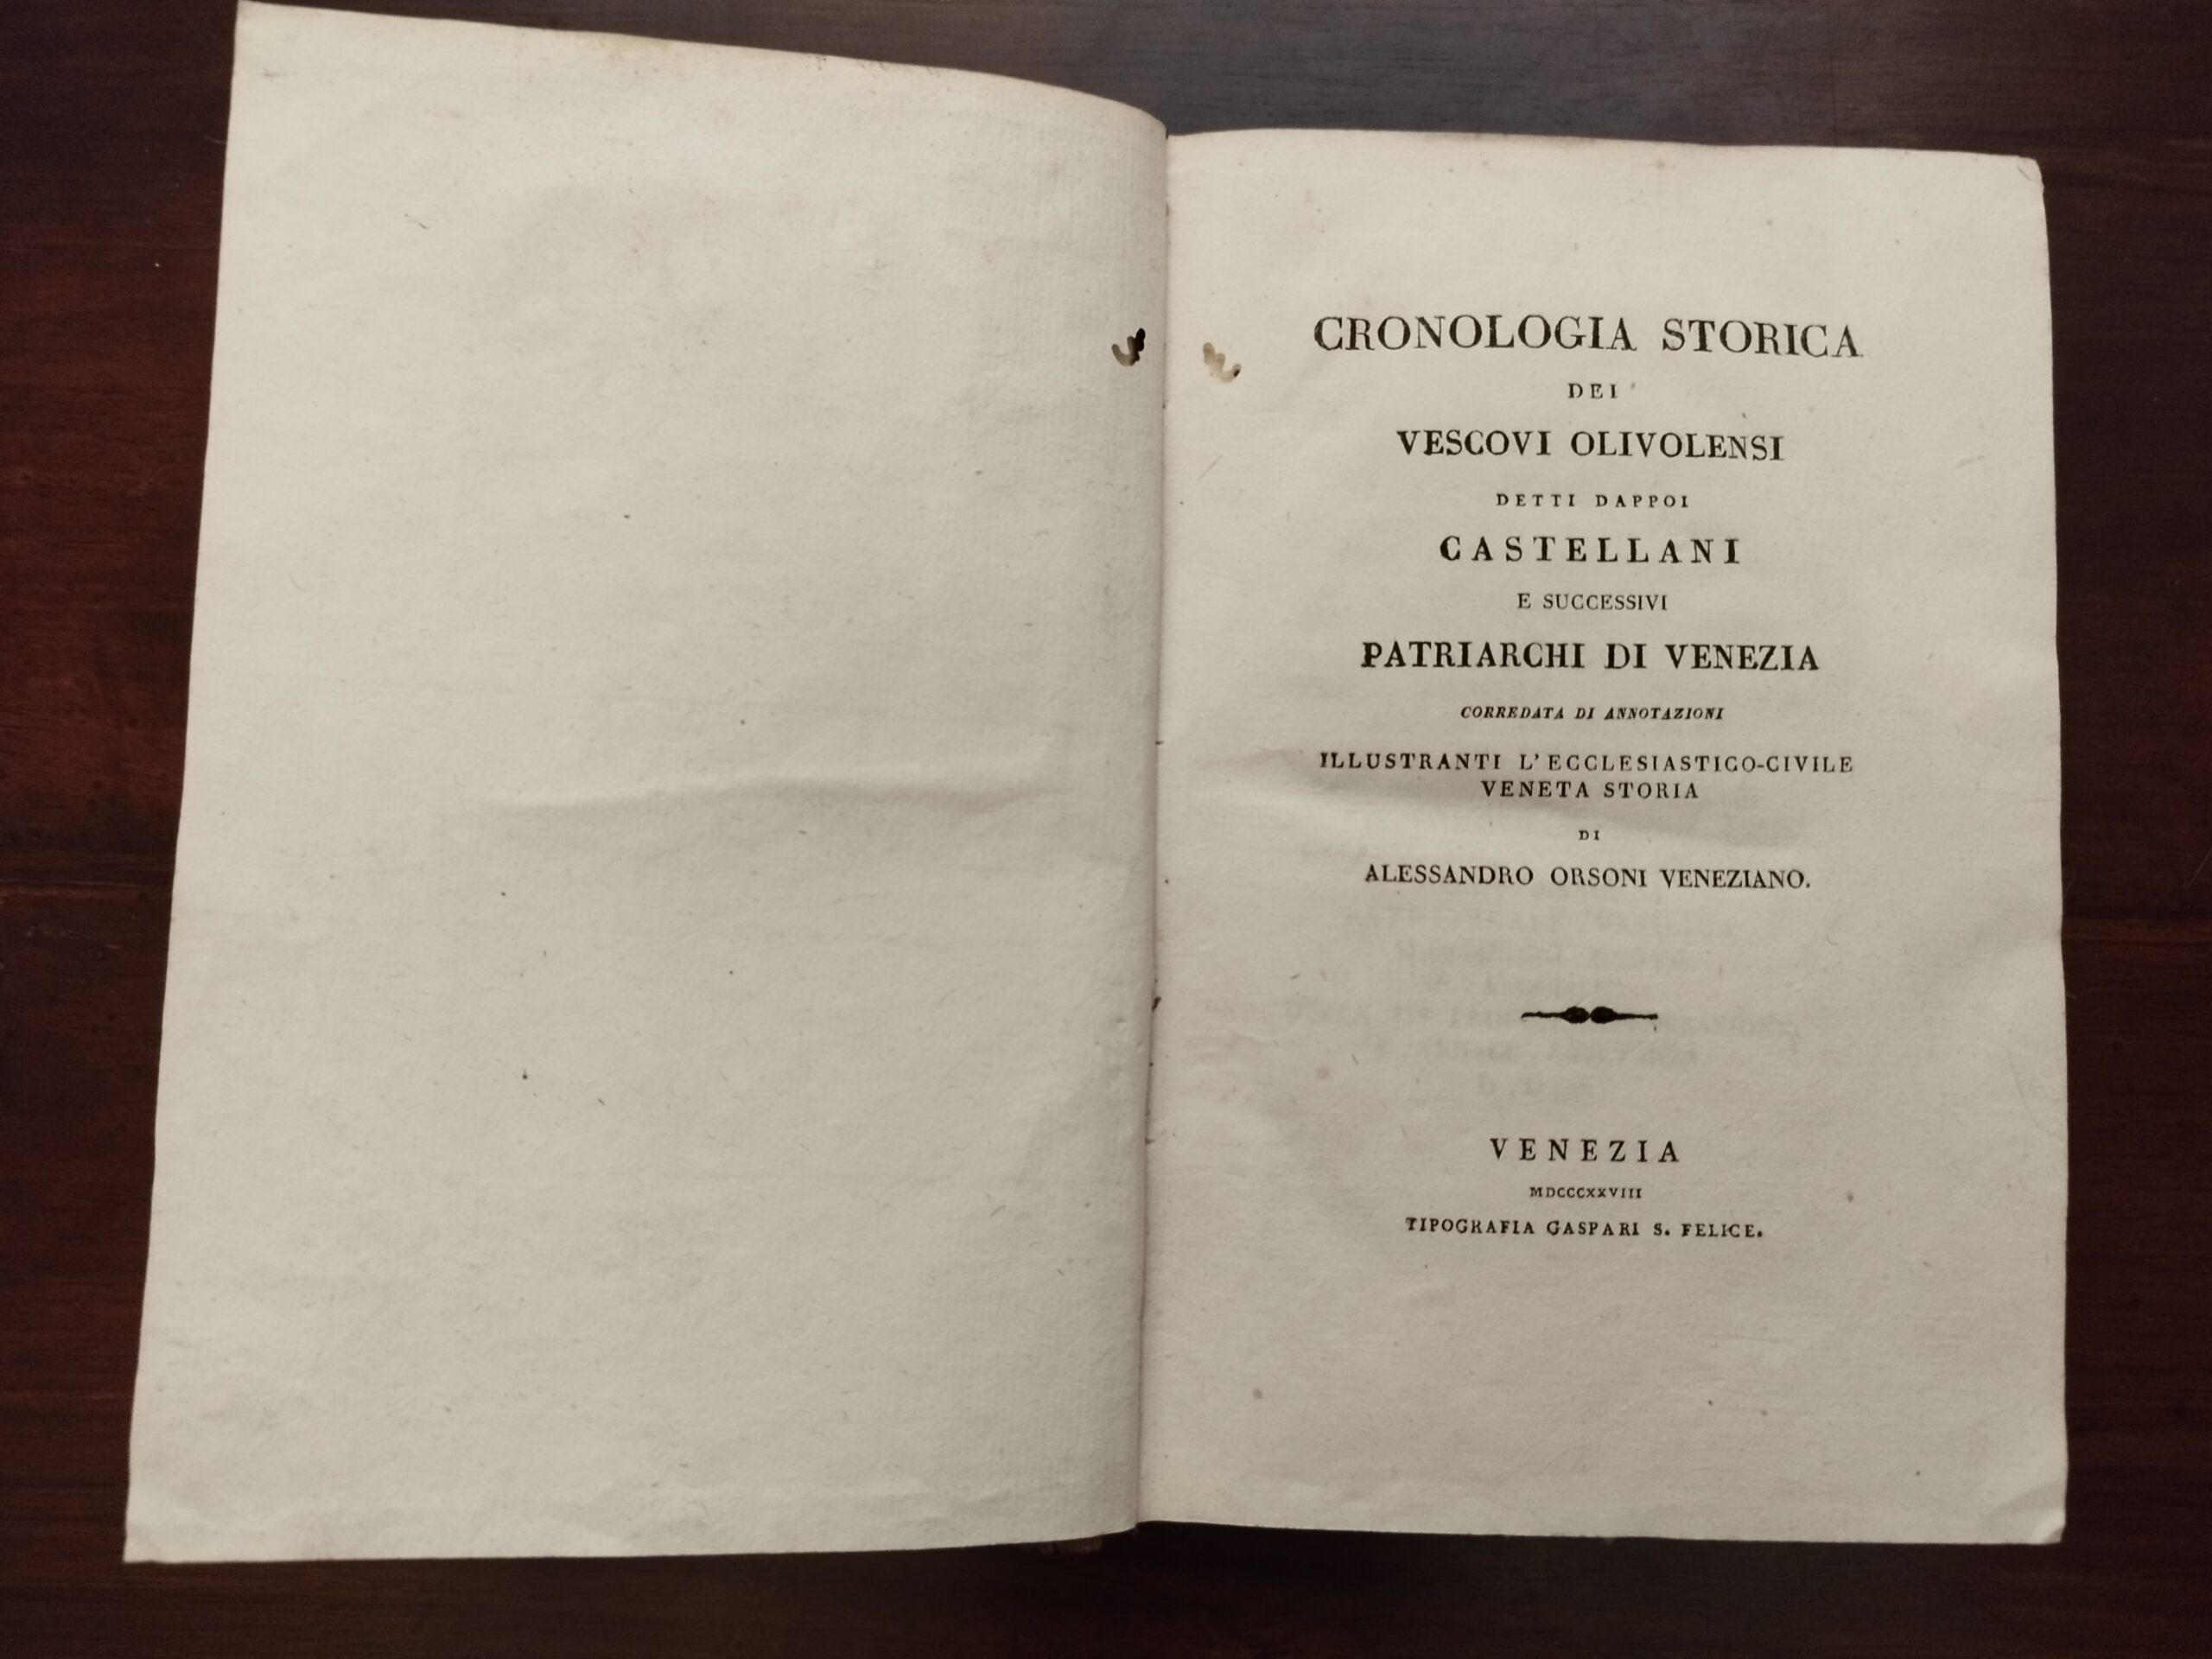 CRONOLOGIA STORICA
DEI
VESCOVI OLIVOLENSI
DETTI DAPPOI
CASTELLANI
E SUCCESSIVI
PATRIARCHI DI VENEZIA
CORREDATA DI ANNOTAZIONI
ILLUSTRANTI L'ECCLESIASTICO-CIVILE
VENETA STORIA
DI
ALESSANDRO ORSONI VENEZIANO.
VENEZIA
MDCCCXXVIII
TIPOGRAFIA GASPARI S. FELICE.